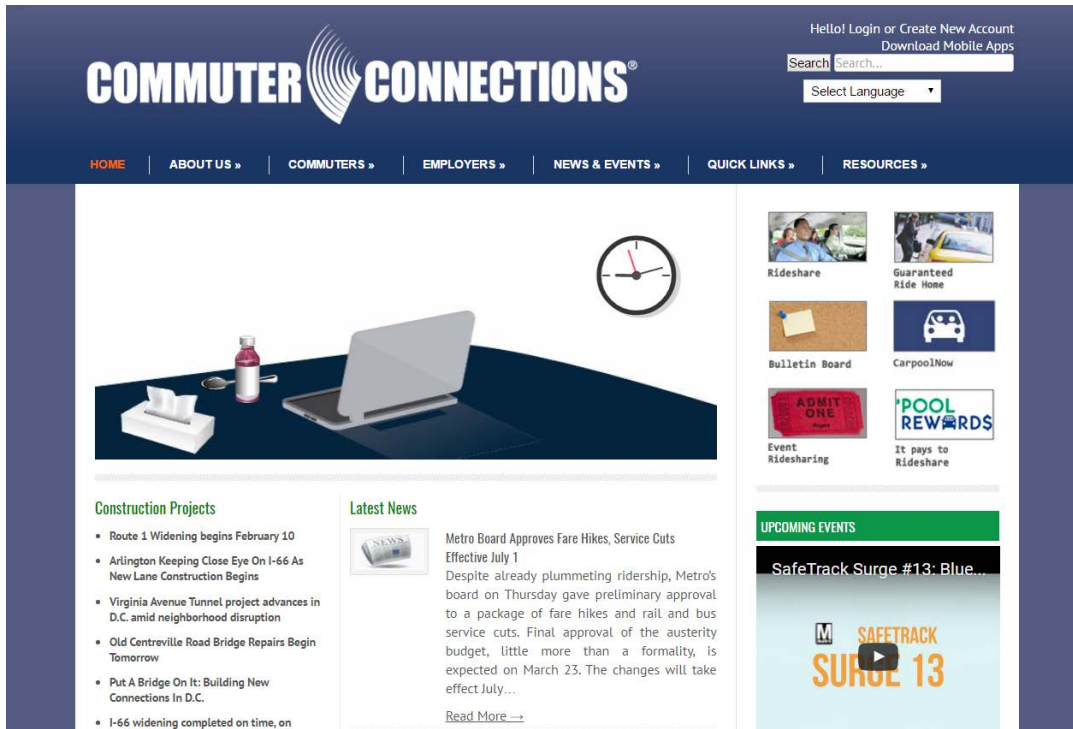 Hello! Login or Create New Account
Download Mobile Apps
Search Search...
Select Language
COMMUTER CONNECTIONS®
HOME
ABOUT US »
COMMUTERS »
EMPLOYERS »
NEWS & EVENTS »
QUICK LINKS »
RESOURCES »
Rideshare
Guaranteed
Ride Home
Bulletin Board
CarpoolNow
ADMIT
ONE
Event
Ridesharing
'POOL
REWARD$
It pays to
Rideshare
Construction Projects
• Route 1 Widening begins February 10
• Arlington Keeping Close Eye On I-66 As
New Lane Construction Begins
• Virginia Avenue Tunnel project advances in
D.C. amid neighborhood disruption
• Old Centreville Road Bridge Repairs Begin
Tomorrow
• Put A Bridge On It: Building New
Connections In D.C.
• I-66 widening completed on time, on
Latest News
NEWS
Metro Board Approves Fare Hikes, Service Cuts
Effective July 1
Despite already plummeting ridership, Metro's
board on Thursday gave preliminary approval
to a package of fare hikes and rail and bus
service cuts. Final approval of the austerity
budget, little more than a formality, is
expected on March 23. The changes will take
effect July…
Read More →
UPCOMING EVENTS
SafeTrack Surge #13: Blue...
M SAFETRACK
SURGE 13